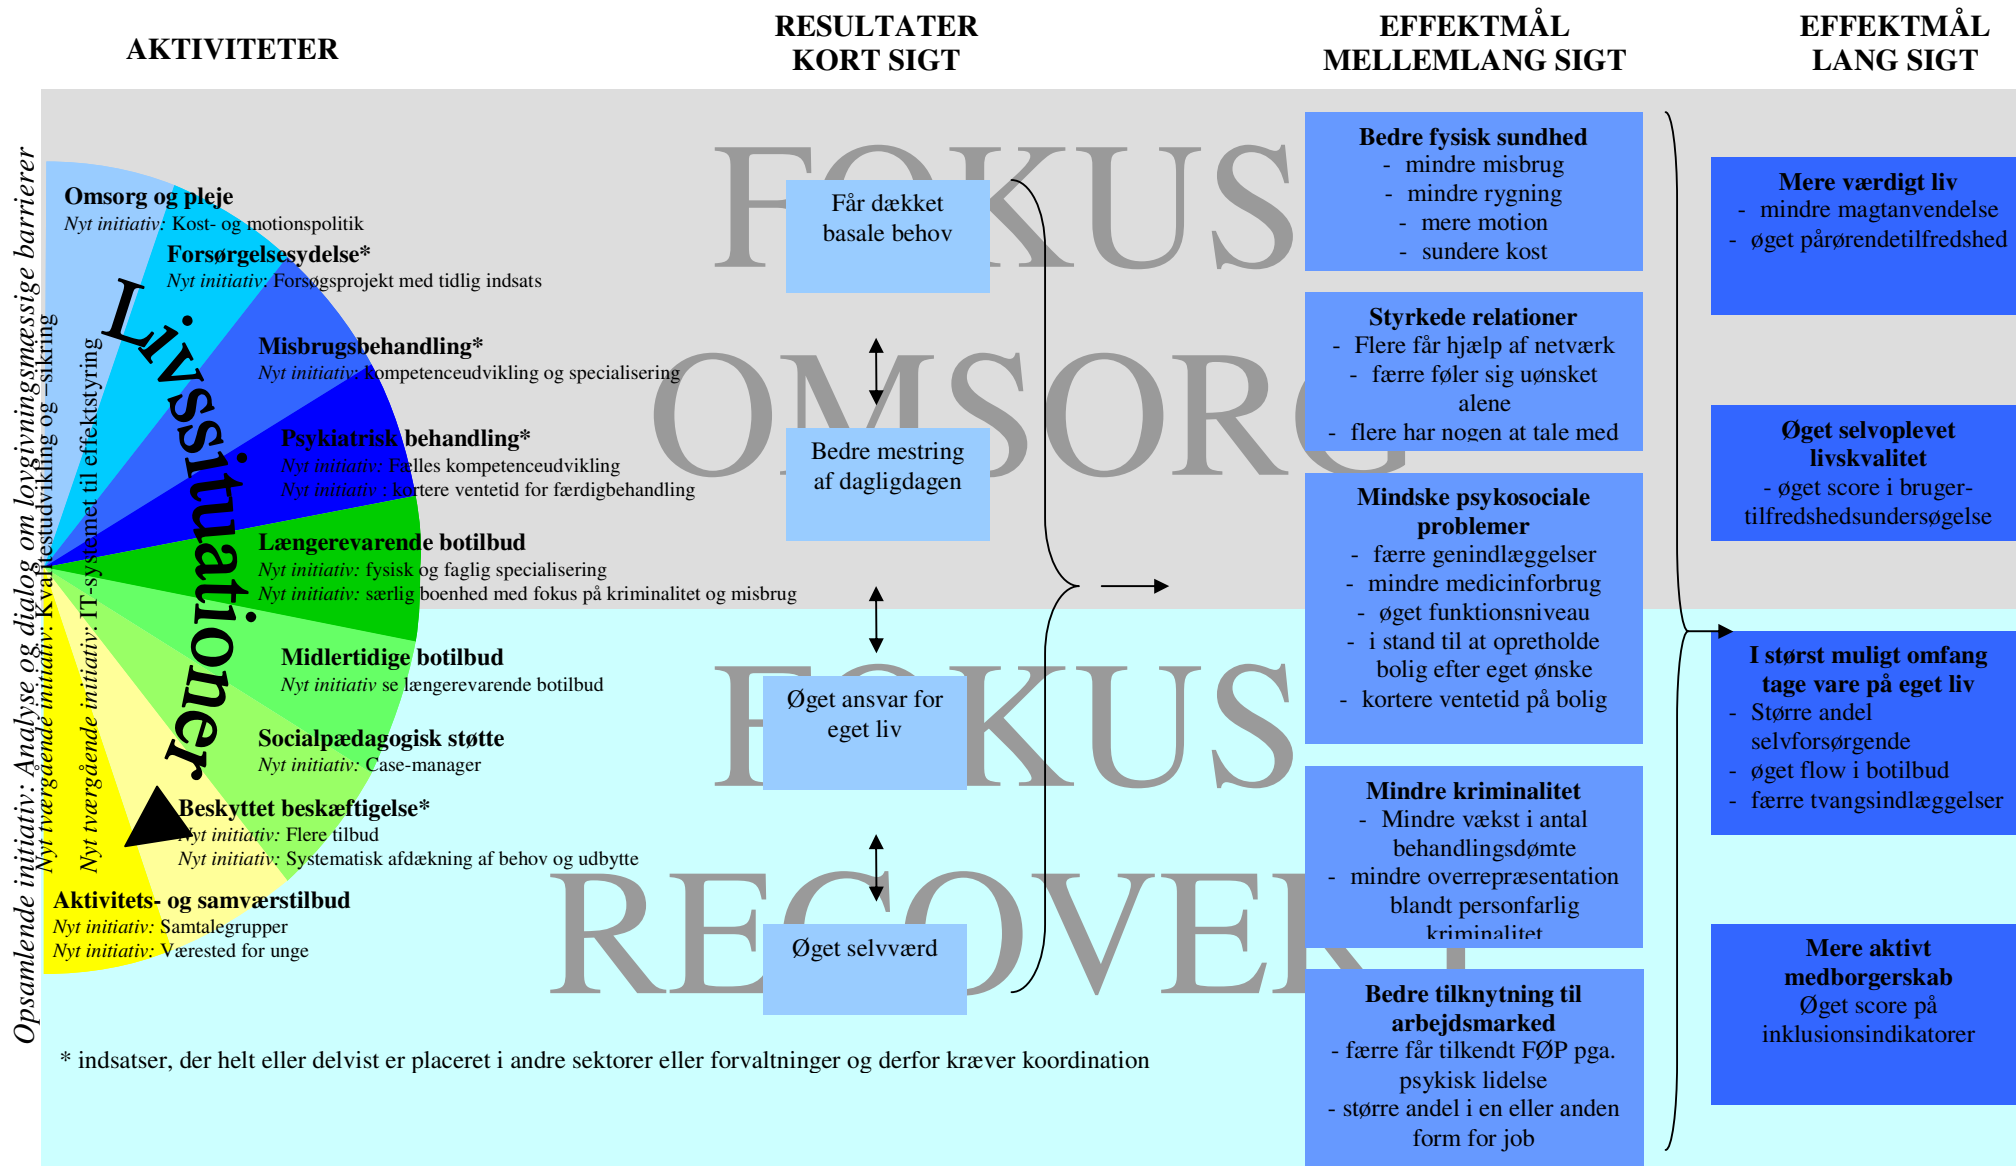 AKTIVITETER
RESULTATER
KORT SIGT
EFFEKTMÅL
MELLEMLANG SIGT
EFFEKTMÅL
LANG SIGT
Opsamlende initiativ: Analyse og dialog om lovgivningsmæssige barrierer
Nyt tværgående initiativ: Kvalitetsudvikling og –sikring
Nyt tværgående initiativ: IT-systemet til effektstyring
Livssituationer
Omsorg og pleje
Nyt initiativ: Kost- og motionspolitik
Forsørgelsesydelse*
Nyt initiativ: Forsøgsprojekt med tidlig indsats
Misbrugsbehandling*
Nyt initiativ: kompetenceudvikling og specialisering
Psykiatrisk behandling*
Nyt initiativ: Fælles kompetenceudvikling
Nyt initiativ : kortere ventetid for færdigbehandling
Længerevarende botilbud
Nyt initiativ: fysisk og faglig specialisering
Nyt initiativ: særlig boenhed med fokus på kriminalitet og misbrug
Midlertidige botilbud
Nyt initiativ se længerevarende botilbud
Socialpædagogisk støtte
Nyt initiativ: Case-manager
Beskyttet beskæftigelse*
Nyt initiativ: Flere tilbud
Nyt initiativ: Systematisk afdækning af behov og udbytte
Aktivitets- og samværstilbud
Nyt initiativ: Samtalegrupper
Nyt initiativ: Værested for unge
* indsatser, der helt eller delvist er placeret i andre sektorer eller forvaltninger og derfor kræver koordination
FOKUS
OMSORG
FOKUS
RECOVERY
Får dækket
basale behov
Bedre mestring
af dagligdagen
Øget ansvar for
eget liv
Øget selvværd
Bedre fysisk sundhed
- mindre misbrug
- mindre rygning
- mere motion
- sundere kost
Styrkede relationer
- Flere får hjælp af netværk
- færre føler sig uønsket
alene
- flere har nogen at tale med
Mindske psykosociale
problemer
- færre genindlæggelser
- mindre medicinforbrug
- øget funktionsniveau
- i stand til at opretholde
bolig efter eget ønske
- kortere ventetid på bolig
Mindre kriminalitet
- Mindre vækst i antal
behandlingsdømte
- mindre overrepræsentation
blandt personfarlig
kriminalitet
Bedre tilknytning til
arbejdsmarked
- færre får tilkendt FØP pga.
psykisk lidelse
- større andel i en eller anden
form for job
Mere værdigt liv
- mindre magtanvendelse
- øget pårørendetilfredshed
Øget selvoplevet
livskvalitet
- øget score i bruger-
tilfredshedsundersøgelse
I størst muligt omfang
tage vare på eget liv
- Større andel
selvforsørgende
- øget flow i botilbud
- færre tvangsindlæggelser
Mere aktivt
medborgerskab
Øget score på
inklusionsindikatorer